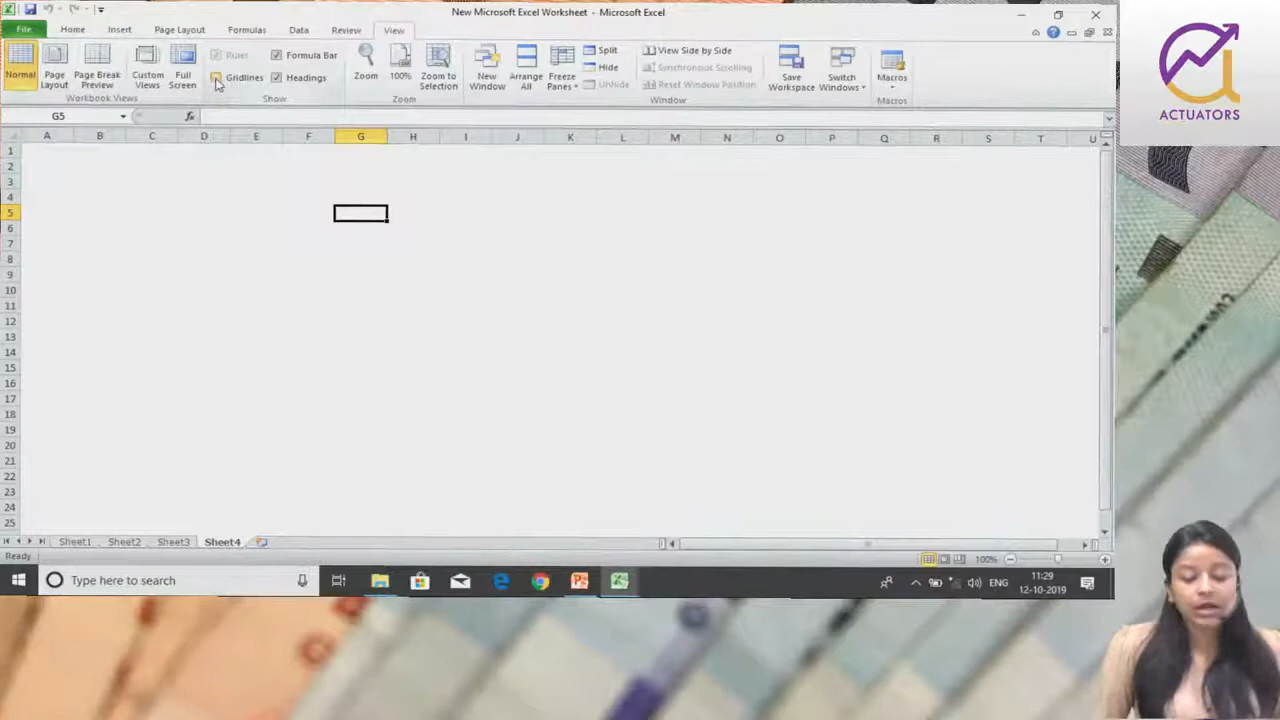 New Microsoft Excel Worksheet - Microsoft Excel
File Home Insert Page Layout Formulas Data Review View
Normal Page Layout Page Break Preview Custom Views Full Screen
Workbook Views
Ruler Formula Bar
Gridlines Headings
Show
Zoom 100% Zoom to Selection
Zoom
New Window Arrange All Freeze Panes
Split
Hide
Unhide
View Side by Side
Synchronous Scrolling
Reset Window Position
Window
Save Workspace Switch Windows
Macros
Macros
G5 fx
A B C D E F G H I J K L M N O P Q R S T U
1
2
3
4
5
6
7
8
9
10
11
12
13
14
15
16
17
18
19
20
21
22
23
24
25
Sheet1 Sheet2 Sheet3 Sheet4
Ready 100%
Type here to search
ENG
11:29
12-10-2019
ACTUATORS